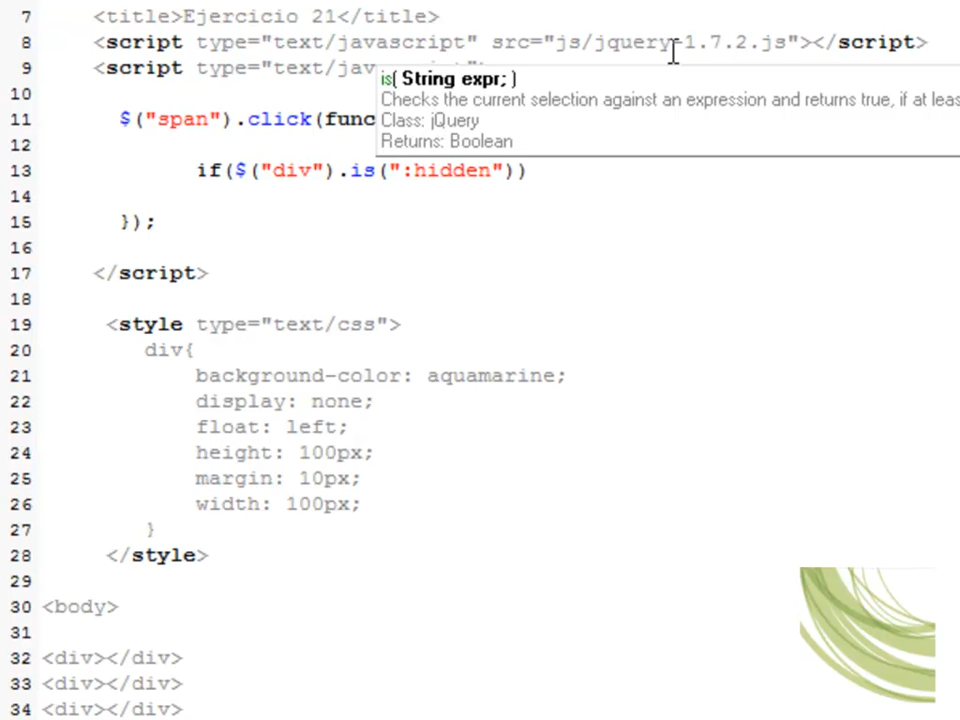 7 <title>Ejercicio 21</title>
8 <script type="text/javascript" src="js/jquery-1.7.2.js"></script>
9 <script type="text/jav
is( String expr; )
10 Checks the current selection against an expression and returns true, if at leas
11 $("span").click(func Class: jQuery
12 Returns: Boolean
13 if($("div").is(":hidden"))
14
15 });
16
17 </script>
18
19 <style type="text/css">
20 div{
21 background-color: aquamarine;
22 display: none;
23 float: left;
24 height: 100px;
25 margin: 10px;
26 width: 100px;
27 }
28 </style>
29
30 <body>
31
32 <div></div>
33 <div></div>
34 <div></div>